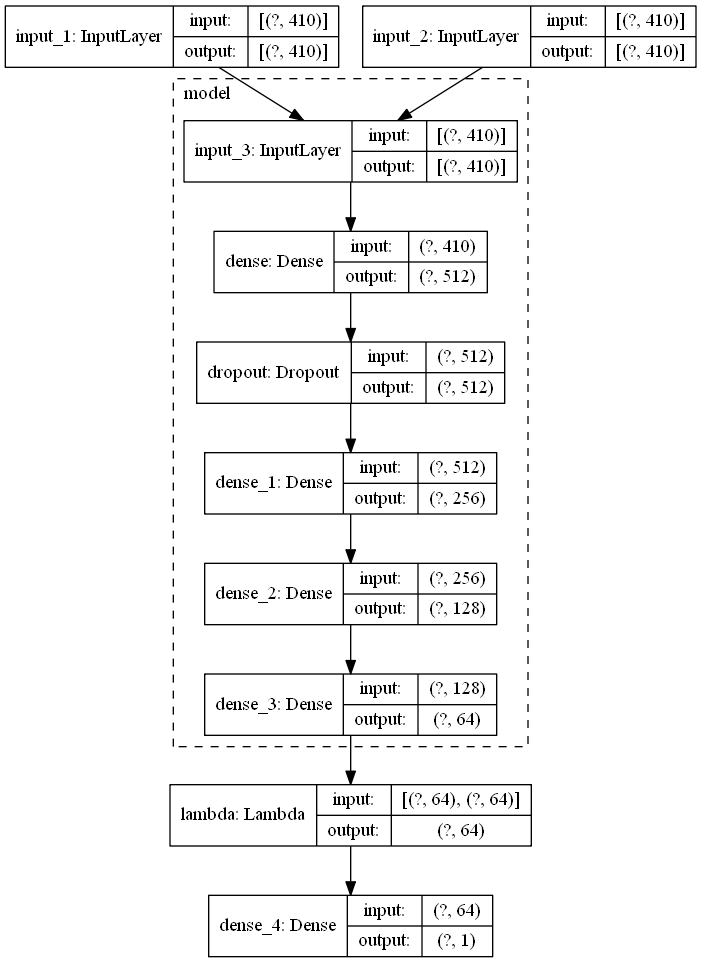 input_1: InputLayer input: [(?, 410)] output: [(?, 410)]
input_2: InputLayer input: [(?, 410)] output: [(?, 410)]
model
input_3: InputLayer input: [(?, 410)] output: [(?, 410)]
dense: Dense input: (?, 410) output: (?, 512)
dropout: Dropout input: (?, 512) output: (?, 512)
dense_1: Dense input: (?, 512) output: (?, 256)
dense_2: Dense input: (?, 256) output: (?, 128)
dense_3: Dense input: (?, 128) output: (?, 64)
lambda: Lambda input: [(?, 64), (?, 64)] output: (?, 64)
dense_4: Dense input: (?, 64) output: (?, 1)